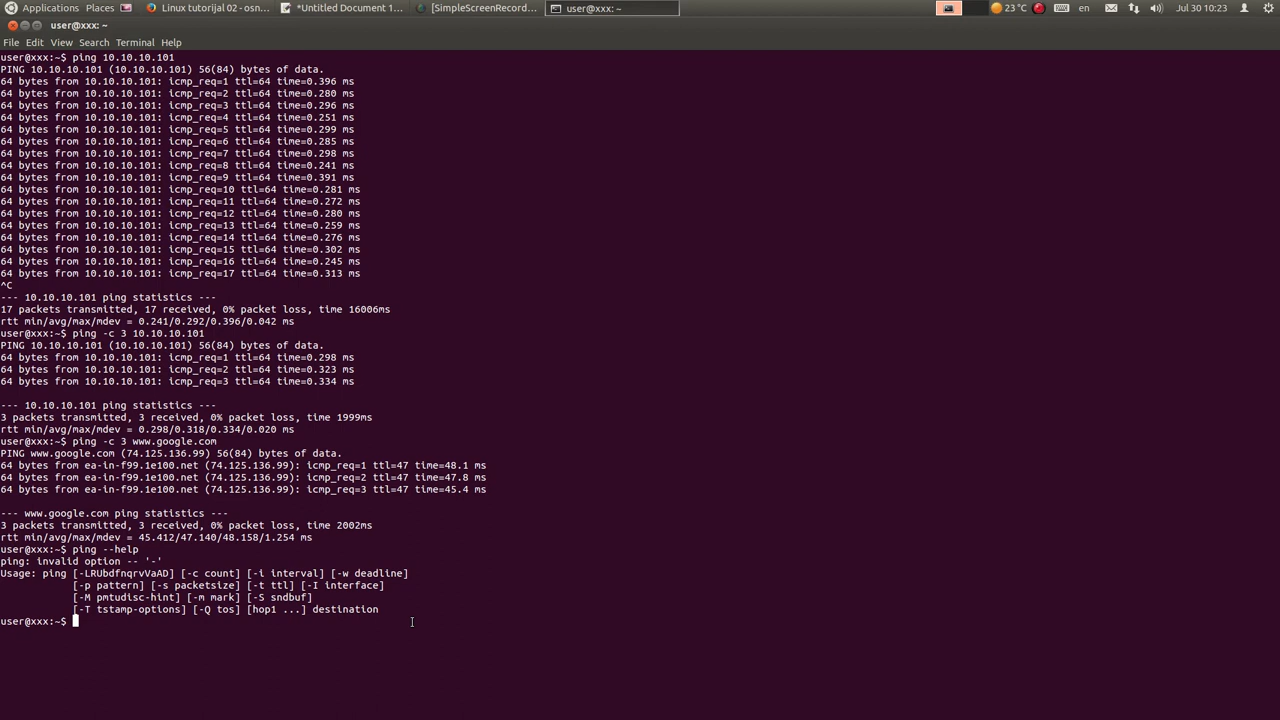 Applications Places Linux tutorijal 02 - osn... *Untitled Document 1... [SimpleScreenRecord... user@xxx: ~ 23 °C en Jul 30 10:23
user@xxx: ~
File Edit View Search Terminal Help
user@xxx:~$ ping 10.10.10.101
PING 10.10.10.101 (10.10.10.101) 56(84) bytes of data.
64 bytes from 10.10.10.101: icmp_req=1 ttl=64 time=0.396 ms
64 bytes from 10.10.10.101: icmp_req=2 ttl=64 time=0.280 ms
64 bytes from 10.10.10.101: icmp_req=3 ttl=64 time=0.296 ms
64 bytes from 10.10.10.101: icmp_req=4 ttl=64 time=0.251 ms
64 bytes from 10.10.10.101: icmp_req=5 ttl=64 time=0.299 ms
64 bytes from 10.10.10.101: icmp_req=6 ttl=64 time=0.285 ms
64 bytes from 10.10.10.101: icmp_req=7 ttl=64 time=0.298 ms
64 bytes from 10.10.10.101: icmp_req=8 ttl=64 time=0.241 ms
64 bytes from 10.10.10.101: icmp_req=9 ttl=64 time=0.391 ms
64 bytes from 10.10.10.101: icmp_req=10 ttl=64 time=0.281 ms
64 bytes from 10.10.10.101: icmp_req=11 ttl=64 time=0.272 ms
64 bytes from 10.10.10.101: icmp_req=12 ttl=64 time=0.280 ms
64 bytes from 10.10.10.101: icmp_req=13 ttl=64 time=0.259 ms
64 bytes from 10.10.10.101: icmp_req=14 ttl=64 time=0.276 ms
64 bytes from 10.10.10.101: icmp_req=15 ttl=64 time=0.302 ms
64 bytes from 10.10.10.101: icmp_req=16 ttl=64 time=0.245 ms
64 bytes from 10.10.10.101: icmp_req=17 ttl=64 time=0.313 ms
^C
--- 10.10.10.101 ping statistics ---
17 packets transmitted, 17 received, 0% packet loss, time 16006ms
rtt min/avg/max/mdev = 0.241/0.292/0.396/0.042 ms
user@xxx:~$ ping -c 3 10.10.10.101
PING 10.10.10.101 (10.10.10.101) 56(84) bytes of data.
64 bytes from 10.10.10.101: icmp_req=1 ttl=64 time=0.298 ms
64 bytes from 10.10.10.101: icmp_req=2 ttl=64 time=0.323 ms
64 bytes from 10.10.10.101: icmp_req=3 ttl=64 time=0.334 ms
--- 10.10.10.101 ping statistics ---
3 packets transmitted, 3 received, 0% packet loss, time 1999ms
rtt min/avg/max/mdev = 0.298/0.318/0.334/0.020 ms
user@xxx:~$ ping -c 3 www.google.com
PING www.google.com (74.125.136.99) 56(84) bytes of data.
64 bytes from ea-in-f99.1e100.net (74.125.136.99): icmp_req=1 ttl=47 time=48.1 ms
64 bytes from ea-in-f99.1e100.net (74.125.136.99): icmp_req=2 ttl=47 time=47.8 ms
64 bytes from ea-in-f99.1e100.net (74.125.136.99): icmp_req=3 ttl=47 time=45.4 ms
--- www.google.com ping statistics ---
3 packets transmitted, 3 received, 0% packet loss, time 2002ms
rtt min/avg/max/mdev = 45.412/47.140/48.158/1.254 ms
user@xxx:~$ ping --help
ping: invalid option -- '-'
Usage: ping [-LRUbdfnqrvVaAD] [-c count] [-i interval] [-w deadline]
[-p pattern] [-s packetsize] [-t ttl] [-I interface]
[-M pmtudisc-hint] [-m mark] [-S sndbuf]
[-T tstamp-options] [-Q tos] [hop1 ...] destination
user@xxx:~$